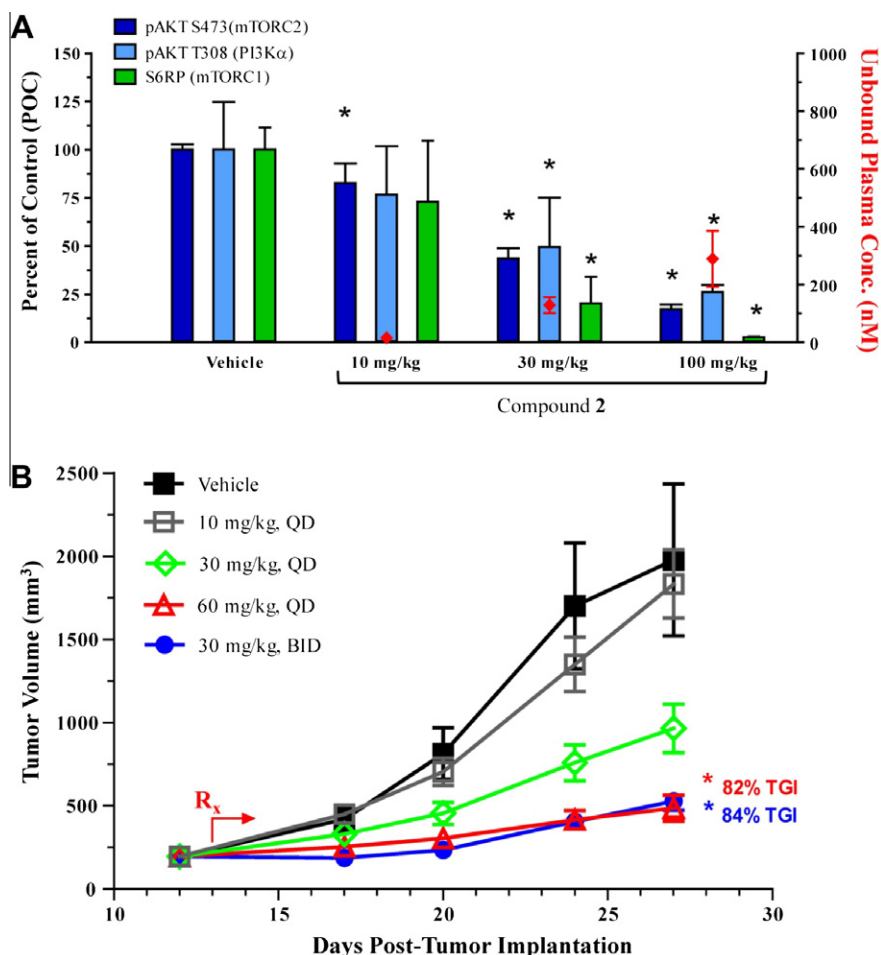 A
pAKT S473(mTORC2)
pAKT T308 (PI3Kα)
S6RP (mTORC1)
Percent of Control (POC)
150
125
100
75
50
25
0
* * * * * * *
1000
800
600
400
200
0
Unbound Plasma Conc. (nM)
Vehicle 10 mg/kg 30 mg/kg 100 mg/kg
Compound 2
B
Vehicle
10 mg/kg, QD
30 mg/kg, QD
60 mg/kg, QD
30 mg/kg, BID
Tumor Volume (mm³)
2500
2000
1500
1000
500
0
Rx
* 82% TGI
* 84% TGI
10 15 20 25 30
Days Post-Tumor Implantation